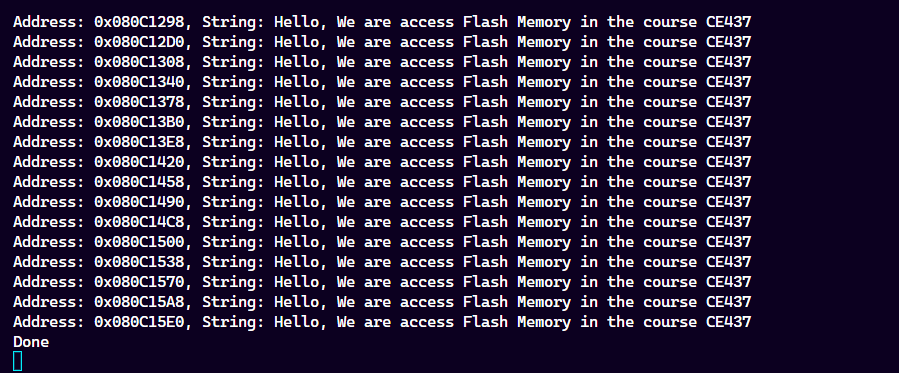 Address: 0x080C1298, String: Hello, We are access Flash Memory in the course CE437
Address: 0x080C12D0, String: Hello, We are access Flash Memory in the course CE437
Address: 0x080C1308, String: Hello, We are access Flash Memory in the course CE437
Address: 0x080C1340, String: Hello, We are access Flash Memory in the course CE437
Address: 0x080C1378, String: Hello, We are access Flash Memory in the course CE437
Address: 0x080C13B0, String: Hello, We are access Flash Memory in the course CE437
Address: 0x080C13E8, String: Hello, We are access Flash Memory in the course CE437
Address: 0x080C1420, String: Hello, We are access Flash Memory in the course CE437
Address: 0x080C1458, String: Hello, We are access Flash Memory in the course CE437
Address: 0x080C1490, String: Hello, We are access Flash Memory in the course CE437
Address: 0x080C14C8, String: Hello, We are access Flash Memory in the course CE437
Address: 0x080C1500, String: Hello, We are access Flash Memory in the course CE437
Address: 0x080C1538, String: Hello, We are access Flash Memory in the course CE437
Address: 0x080C1570, String: Hello, We are access Flash Memory in the course CE437
Address: 0x080C15A8, String: Hello, We are access Flash Memory in the course CE437
Address: 0x080C15E0, String: Hello, We are access Flash Memory in the course CE437
Done